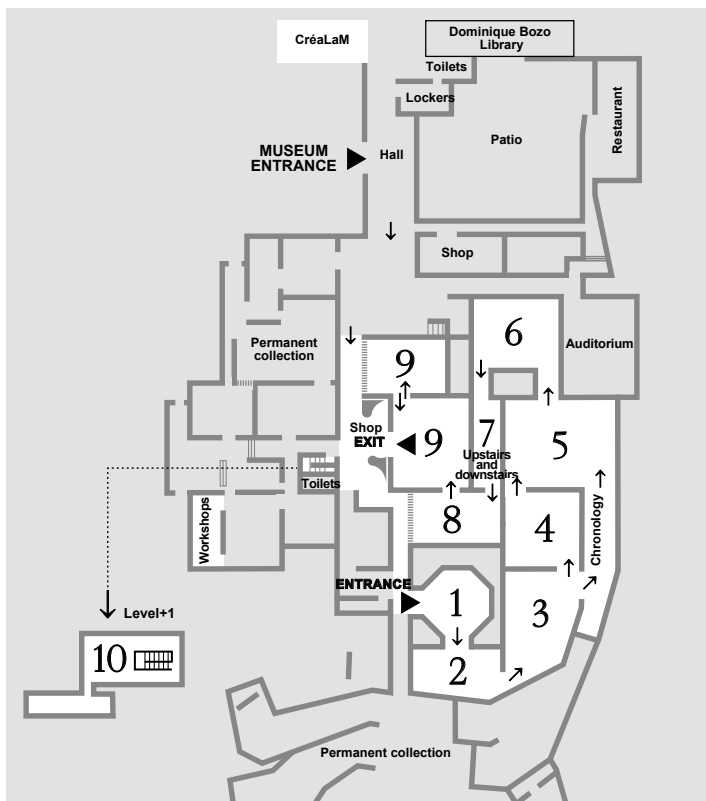 CréaLaM
Dominique Bozo
Library
Toilets
Lockers
Restaurant
Patio
MUSEUM
ENTRANCE
Hall
Shop
6
Permanent
collection
Auditorium
9
Shop
EXIT
9
7
5
Upstairs
and
downstairs
Toilets
Workshops
8
4
Chronology
ENTRANCE
1
3
Level+1
10
2
Permanent collection